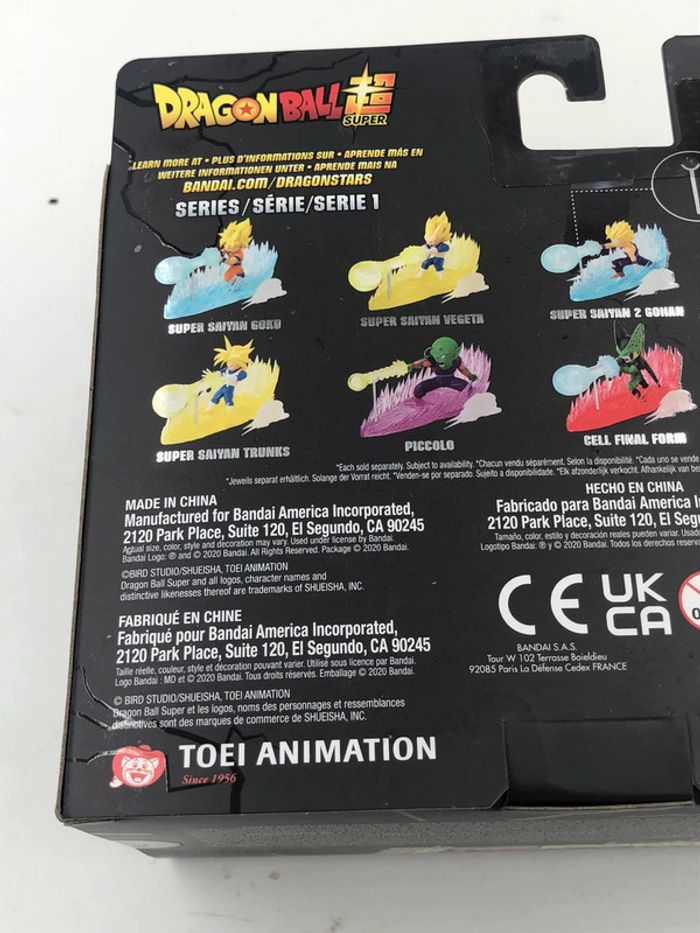 DRAGON BALL 超
SUPER
LEARN MORE AT • PLUS D'INFORMATIONS SUR • APRENDE MÁS EN
WEITERE INFORMATIONEN UNTER • APRENDE MAIS NA
BANDAI.COM/DRAGONSTARS
SERIES/SÉRIE/SERIE 1
SUPER SAIYAN GOKU
SUPER SAIYAN VEGETA
SUPER SAIYAN 2 GOHAN
SUPER SAIYAN TRUNKS
PICCOLO
CELL FINAL FORM
*Each sold separately. Subject to availability. *Chacun vendu séparément. Selon la disponibilité. *Cada uno se vende
*Jeweils separat erhältlich. Solange der Vorrat reicht. *Venden-se por separado. Sujeito a disponibilidade. *Elk afzonderlijk verkocht. Afhankelijk van
MADE IN CHINA
Manufactured for Bandai America Incorporated,
2120 Park Place, Suite 120, El Segundo, CA 90245
Actual size, color, style and decoration may vary. Used under license by Bandai.
Bandai Logo: ® and © 2020 Bandai. All Rights Reserved. Package © 2020 Bandai.
©BIRD STUDIO/SHUEISHA, TOEI ANIMATION
Dragon Ball Super and all logos, character names and
distinctive likenesses thereof are trademarks of SHUEISHA, INC.
FABRIQUÉ EN CHINE
Fabriqué pour Bandai America Incorporated,
2120 Park Place, Suite 120, El Segundo, CA 90245
Taille réelle, couleur, style et décoration pouvant varier. Utilisé sous licence par Bandai.
Logo Bandai : MD et © 2020 Bandai. Tous droits réservés. Emballage © 2020 Bandai.
© BIRD STUDIO/SHUEISHA, TOEI ANIMATION
Dragon Ball Super et les logos, noms des personnages et ressemblances
distinctives sont des marques de commerce de SHUEISHA, INC.
TOEI ANIMATION
Since 1956
HECHO EN CHINA
Fabricado para Bandai America
2120 Park Place, Suite 120, El
Tamaño, color, estilo y decoración reales pueden variar.
Logotipo Bandai: ® y © 2020 Bandai. Todos los derechos
CE UK
CA
BANDAI S.A.S.
Tour W 102 Terrasse Boieldieu
92085 Paris La Défense Cedex FRANCE